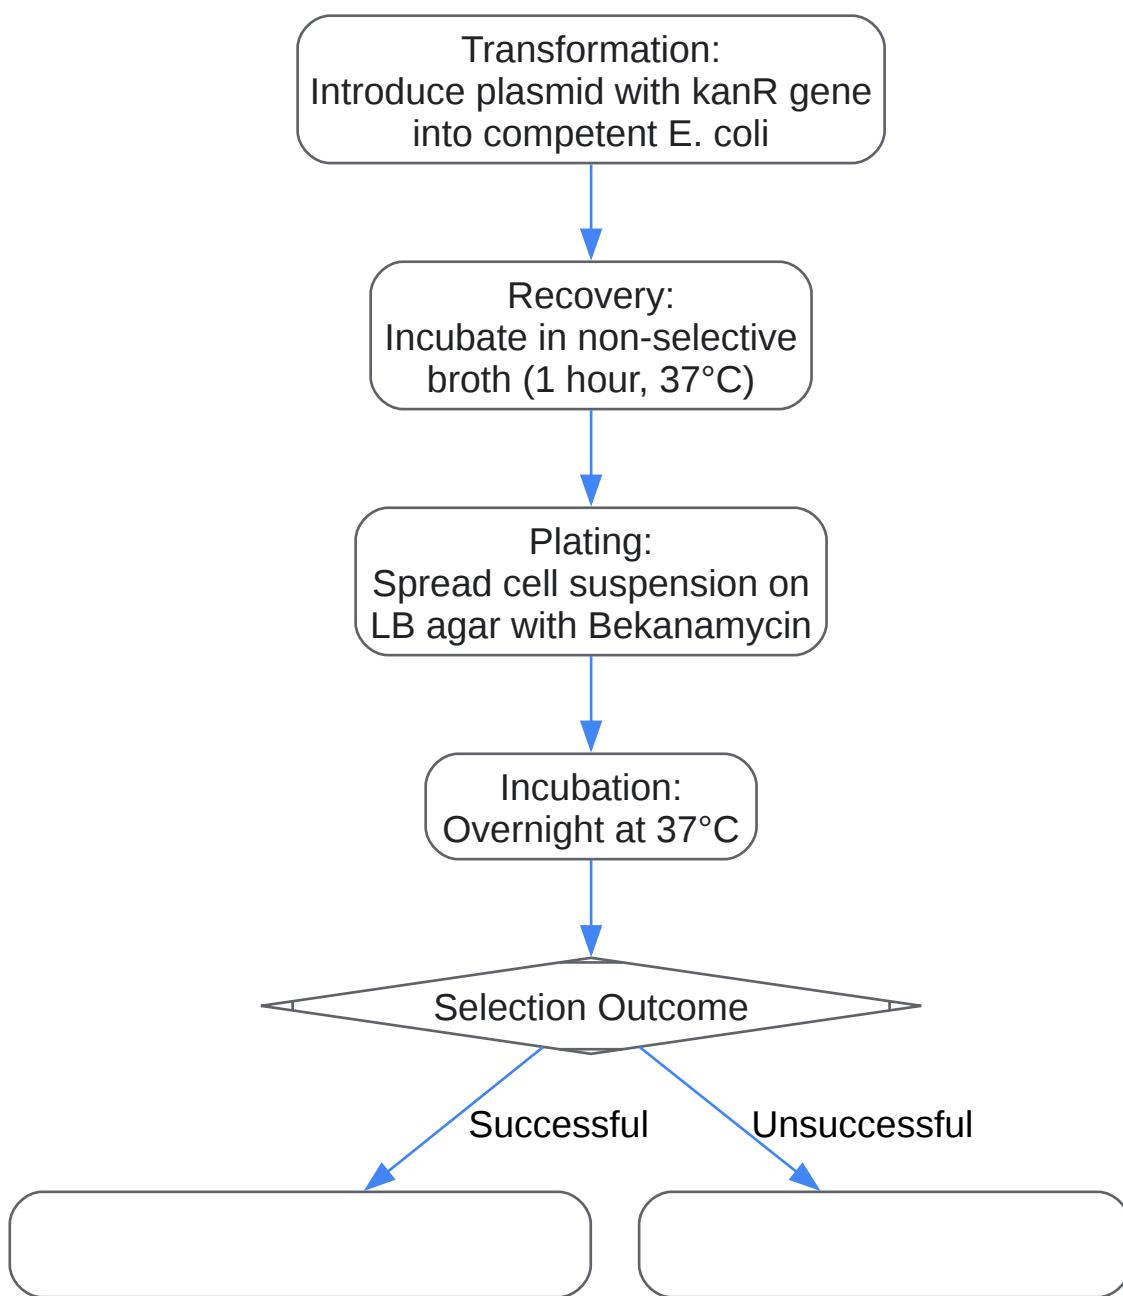 Transformation:
Introduce plasmid with kanR gene
into competent E. coli
Recovery:
Incubate in non-selective
broth (1 hour, 37°C)
Plating:
Spread cell suspension on
LB agar with Bekanamycin
Incubation:
Overnight at 37°C
Selection Outcome
Successful
Unsuccessful